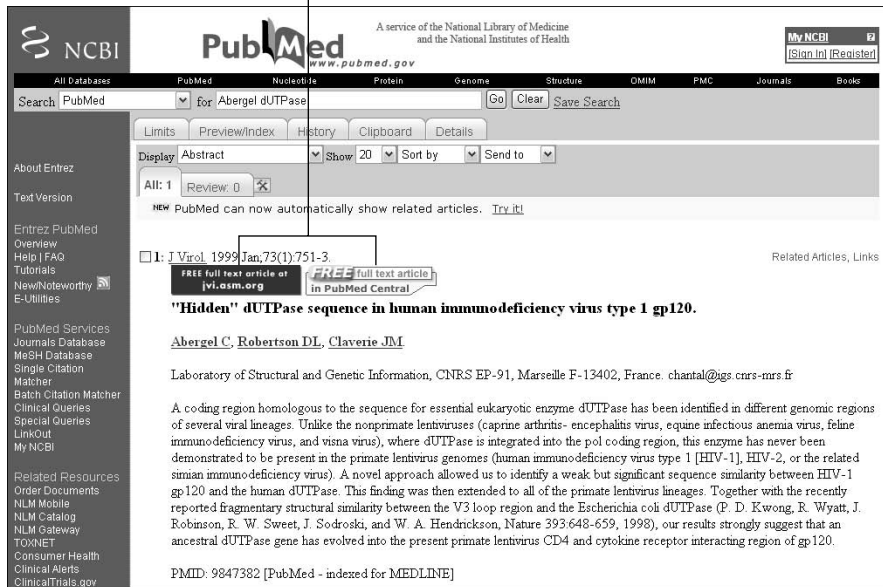 NCBI
PubMed
www.pubmed.gov
A service of the National Library of Medicine
and the National Institutes of Health
My NCBI
[Sign In] [Register]
All Databases PubMed Nucleotide Protein Genome Structure OMIM PMC Journals Books
Search PubMed for Abergel dUTPase Go Clear Save Search
Limits Preview/Index History Clipboard Details
Display Abstract Show 20 Sort by Send to
All: 1 Review: 0
NEW PubMed can now automatically show related articles. Try it!
About Entrez
Text Version
Entrez PubMed
Overview
Help | FAQ
Tutorials
New/Noteworthy
E-Utilities
PubMed Services
Journals Database
MeSH Database
Single Citation
Matcher
Batch Citation Matcher
Clinical Queries
Special Queries
LinkOut
My NCBI
Related Resources
Order Documents
NLM Mobile
NLM Catalog
NLM Gateway
TOXNET
Consumer Health
Clinical Alerts
ClinicalTrials.gov
1: J Virol. 1999 Jan;73(1):751-3. Related Articles, Links
FREE full text article at
jvi.asm.org
FREE full text article
in PubMed Central
"Hidden" dUTPase sequence in human immunodeficiency virus type 1 gp120.
Abergel C, Robertson DL, Claverie JM.
Laboratory of Structural and Genetic Information, CNRS EP-91, Marseille F-13402, France. chantal@igs.cnrs-mrs.fr
A coding region homologous to the sequence for essential eukaryotic enzyme dUTPase has been identified in different genomic regions
of several viral lineages. Unlike the nonprimate lentiviruses (caprine arthritis- encephalitis virus, equine infectious anemia virus, feline
immunodeficiency virus, and visna virus), where dUTPase is integrated into the pol coding region, this enzyme has never been
demonstrated to be present in the primate lentivirus genomes (human immunodeficiency virus type 1 [HIV-1], HIV-2, or the related
simian immunodeficiency virus). A novel approach allowed us to identify a weak but significant sequence similarity between HIV-1
gp120 and the human dUTPase. This finding was then extended to all of the primate lentivirus lineages. Together with the recently
reported fragmentary structural similarity between the V3 loop region and the Escherichia coli dUTPase (P. D. Kwong, R. Wyatt, J.
Robinson, R. W. Sweet, J. Sodroski, and W. A. Hendrickson, Nature 393:648-659, 1998), our results strongly suggest that an
ancestral dUTPase gene has evolved into the present primate lentivirus CD4 and cytokine receptor interacting region of gp120.
PMID: 9847382 [PubMed - indexed for MEDLINE]